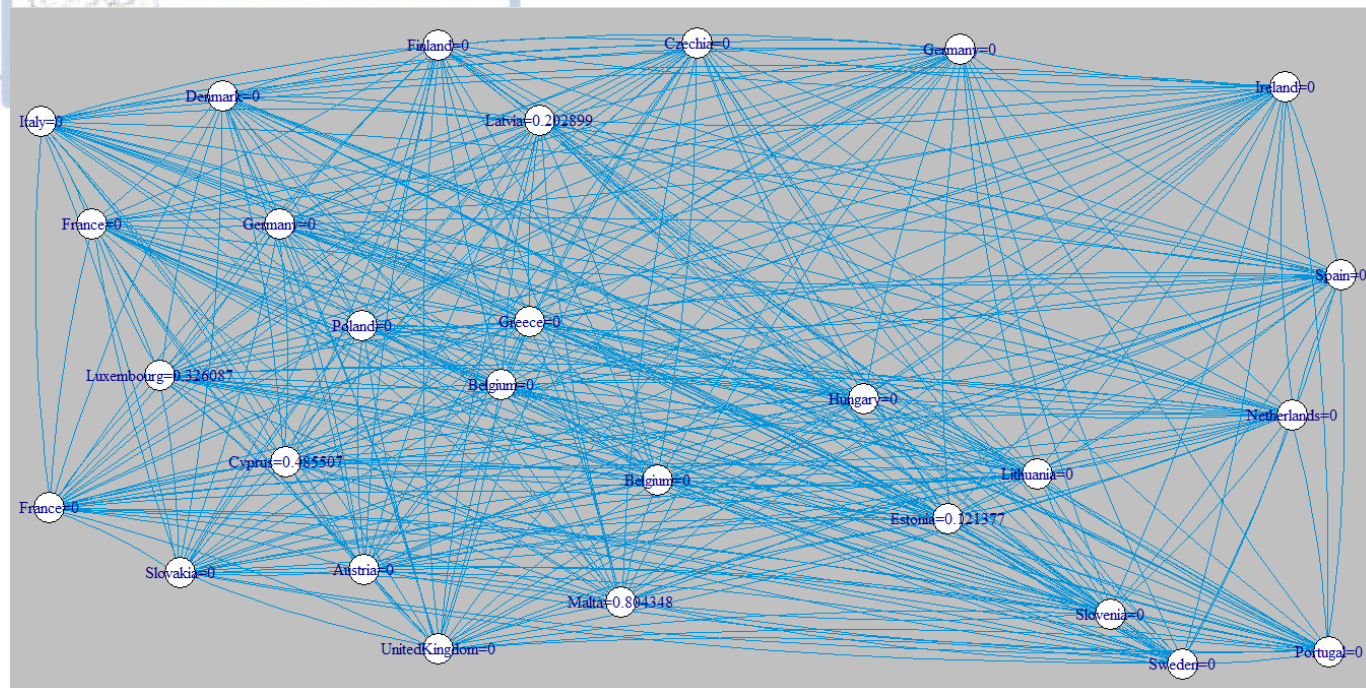 Finland=0
Czechia=0
Germany=0
Ireland=0
Denmark=0
Italy=0
Latvia=0.202899
France=0
Germany=0
Spain=0
Poland=0
Greece=0
Luxembourg=0.326087
Belgium=0
Hungary=0
Netherlands=0
Cyprus=0.485507
Belgium=0
Lithuania=0
France=0
Estonia=0.121377
Slovakia=0
Austria=0
Malta=0.804348
Slovenia=0
UnitedKingdom=0
Sweden=0
Portugal=0